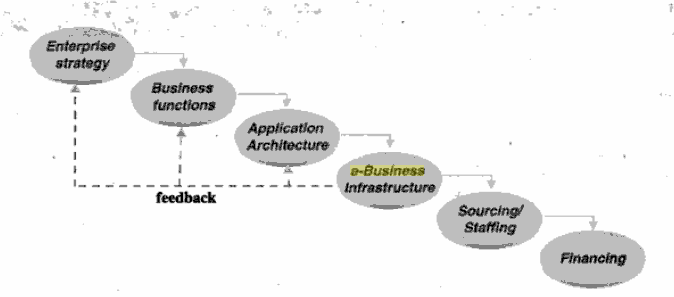 Enterprise
strategy
Business
functions
Application
Architecture
e-Business
Infrastructure
feedback
Sourcing/
Staffing
Financing